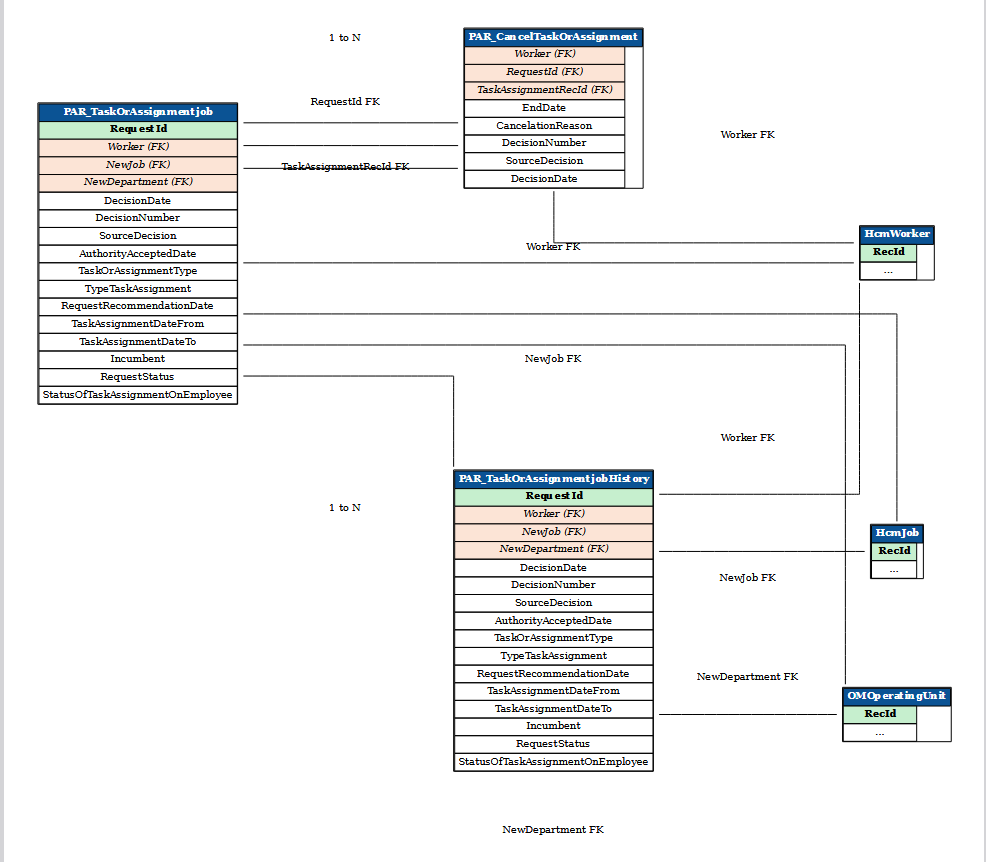 1 to N
RequestId FK
TaskAssignmentRecId FK
PAR_CancelTaskOrAssignment
Worker (FK)
RequestId (FK)
TaskAssignmentRecId (FK)
EndDate
CancelationReason
DecisionNumber
SourceDecision
DecisionDate
Worker FK
PAR_TaskOrAssignmentjob
RequestId
Worker (FK)
NewJob (FK)
NewDepartment (FK)
DecisionDate
DecisionNumber
SourceDecision
AuthorityAcceptedDate
TaskOrAssignmentType
TypeTaskAssignment
RequestRecommendationDate
TaskAssignmentDateFrom
TaskAssignmentDateTo
Incumbent
RequestStatus
StatusOfTaskAssignmentOnEmployee
Worker FK
HcmWorker
RecId
...
NewJob FK
Worker FK
1 to N
PAR_TaskOrAssignmentjobHistory
RequestId
Worker (FK)
NewJob (FK)
NewDepartment (FK)
DecisionDate
DecisionNumber
SourceDecision
AuthorityAcceptedDate
TaskOrAssignmentType
TypeTaskAssignment
RequestRecommendationDate
TaskAssignmentDateFrom
TaskAssignmentDateTo
Incumbent
RequestStatus
StatusOfTaskAssignmentOnEmployee
HcmJob
RecId
...
NewJob FK
NewDepartment FK
OMOperatingUnit
RecId
...
NewDepartment FK